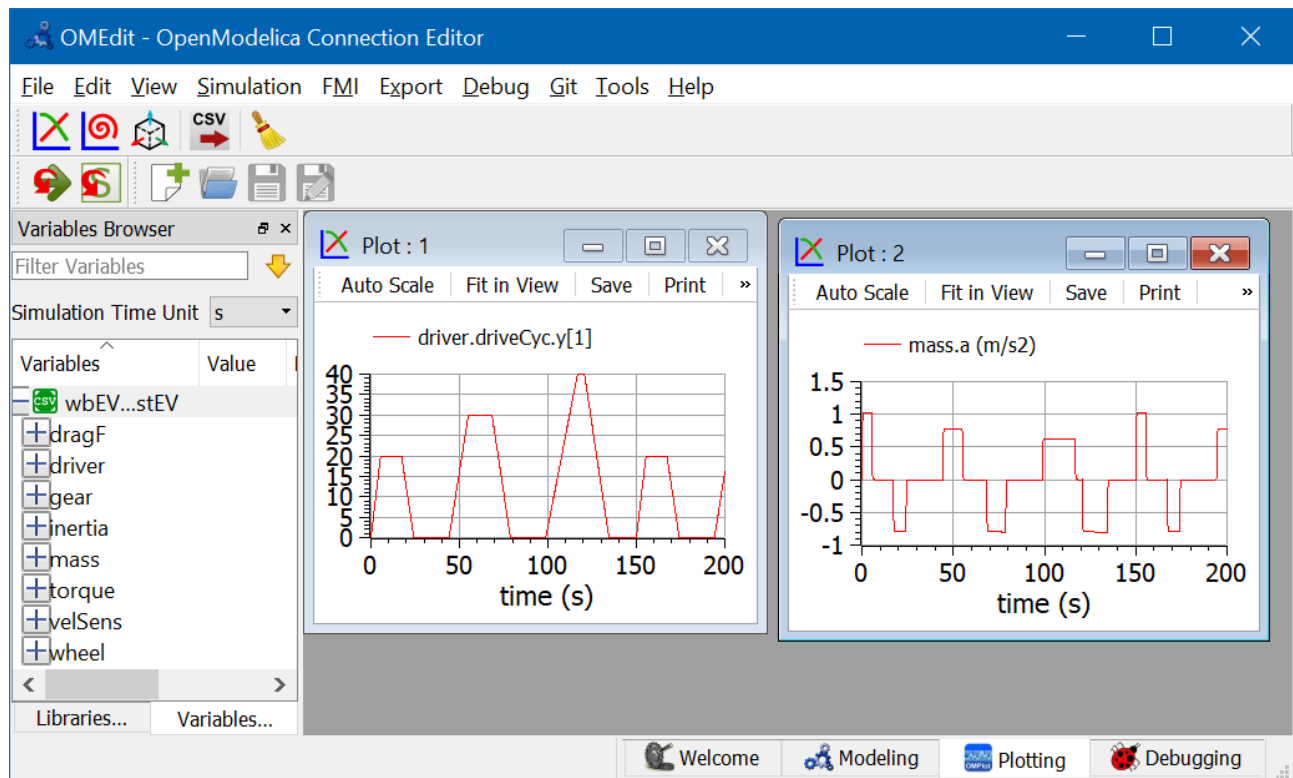 OMEdit - OpenModelica Connection Editor
File Edit View Simulation FMI Export Debug Git Tools Help
CSV
Variables Browser
Filter Variables
Simulation Time Unit s
Variables Value
CSV wbEV...stEV
dragF
driver
gear
inertia
mass
torque
velSens
wheel
Libraries... Variables...
Plot : 1
Auto Scale Fit in View Save Print »
driver.driveCyc.y[1]
40
35
30
25
20
15
10
5
0
0 50 100 150 200
time (s)
Plot : 2
Auto Scale Fit in View Save Print »
mass.a (m/s2)
1.5
1
0.5
0
-0.5
-1
0 50 100 150 200
time (s)
Welcome Modeling OMPlot Plotting Debugging